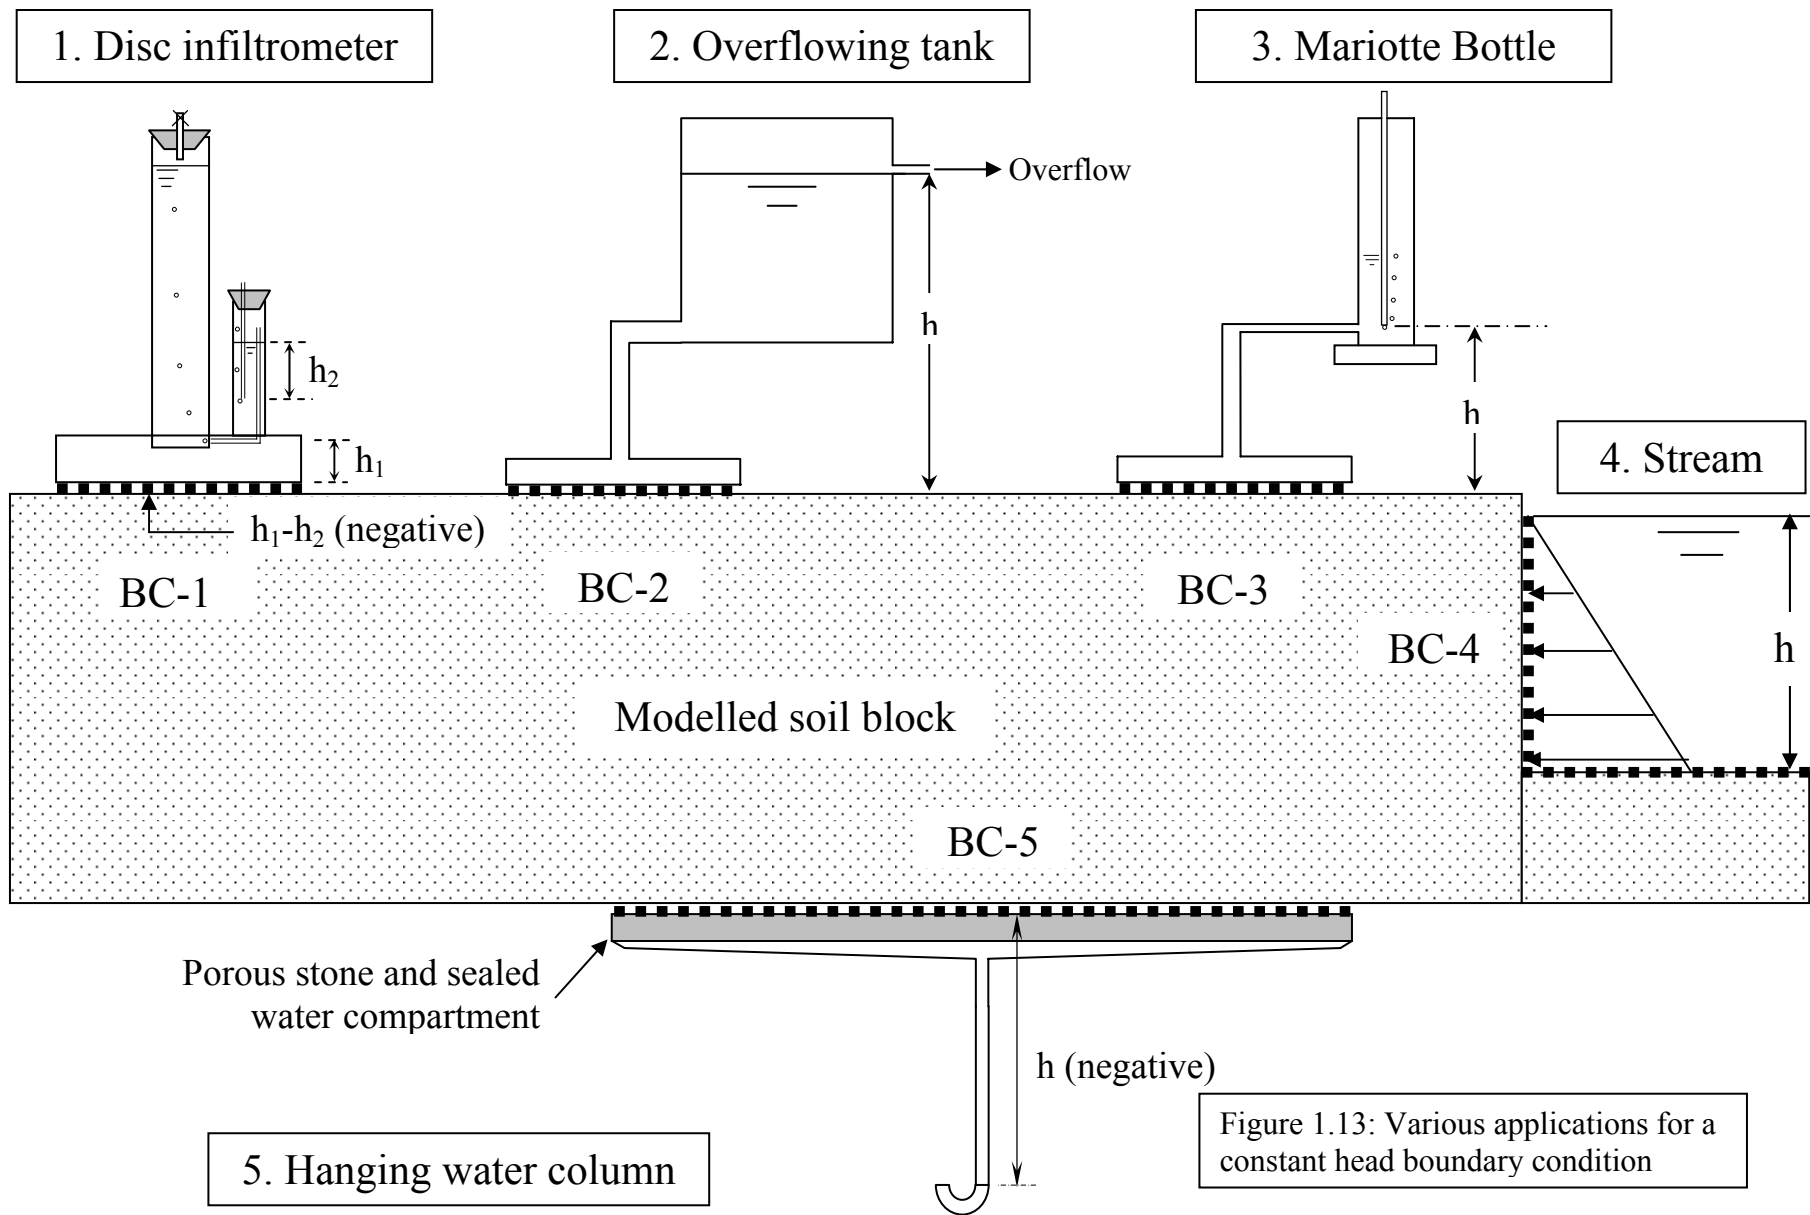 1. Disc infiltrometer
2. Overflowing tank
3. Mariotte Bottle
Overflow
h
h₂
h₁
h
4. Stream
h₁-h₂ (negative)
BC-1
BC-2
BC-3
BC-4
h
Modelled soil block
BC-5
Porous stone and sealed
water compartment
h (negative)
Figure 1.13: Various applications for a
constant head boundary condition
5. Hanging water column